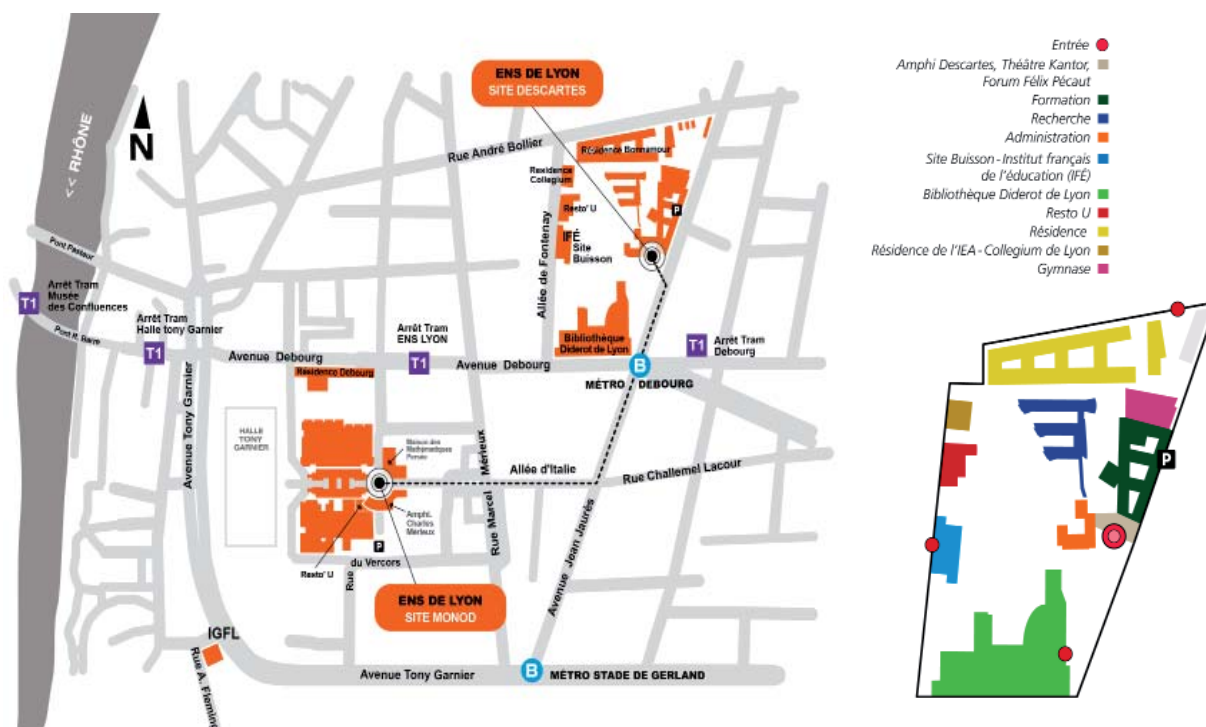 ENS DE LYON
SITE DESCARTES
<< RHÔNE
N
Rue André Bollier
Résidence Bonnamour
Résidence
Collegium
Resto' U
P
IFÉ
Site
Buisson
Allée de Fontenay
Pont Pasteur
Arrêt Tram
Musée
des Confluences
T1
Pont R. Barre
Arrêt Tram
Halle tony Garnier
T1
Arrêt Tram
ENS LYON
T1
Bibliothèque
Diderot de Lyon
T1
Arrêt Tram
Debourg
Avenue Debourg
Avenue Debourg
B
MÉTRO DEBOURG
Résidence Debourg
Avenue Tony Garnier
HALLE
TONY
GARNIER
Maison des
Mathématiques
Pensée
Allée d'Italie
Rue Challemel Lacour
Rue Marcel Mérieux
Amphi.
Charles
Mérieux
Avenue Jean Jaurès
P
Resto' U
Rue du Vercors
ENS DE LYON
SITE MONOD
IGFL
Rue A. Fleming
Avenue Tony Garnier
B
MÉTRO STADE DE GERLAND
Entrée
Amphi Descartes, Théâtre Kantor,
Forum Félix Pécaut
Formation
Recherche
Administration
Site Buisson - Institut français
de l'éducation (IFÉ)
Bibliothèque Diderot de Lyon
Resto U
Résidence
Résidence de l'IEA - Collegium de Lyon
Gymnase
P